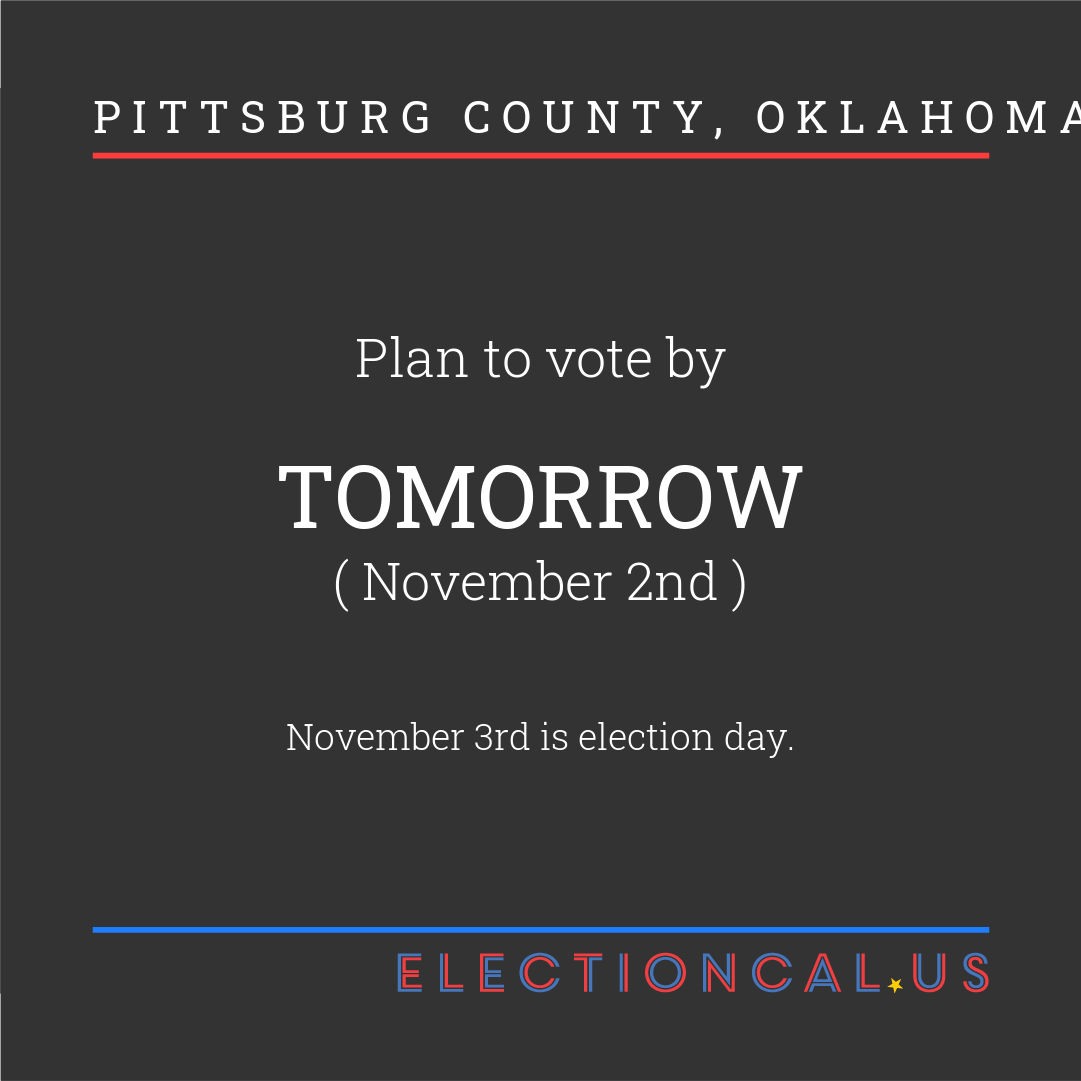 PITTSBURG COUNTY, OKLAHOMA
Plan to vote by
TOMORROW
( November 2nd )
November 3rd is election day.
ELECTIONCAL.US